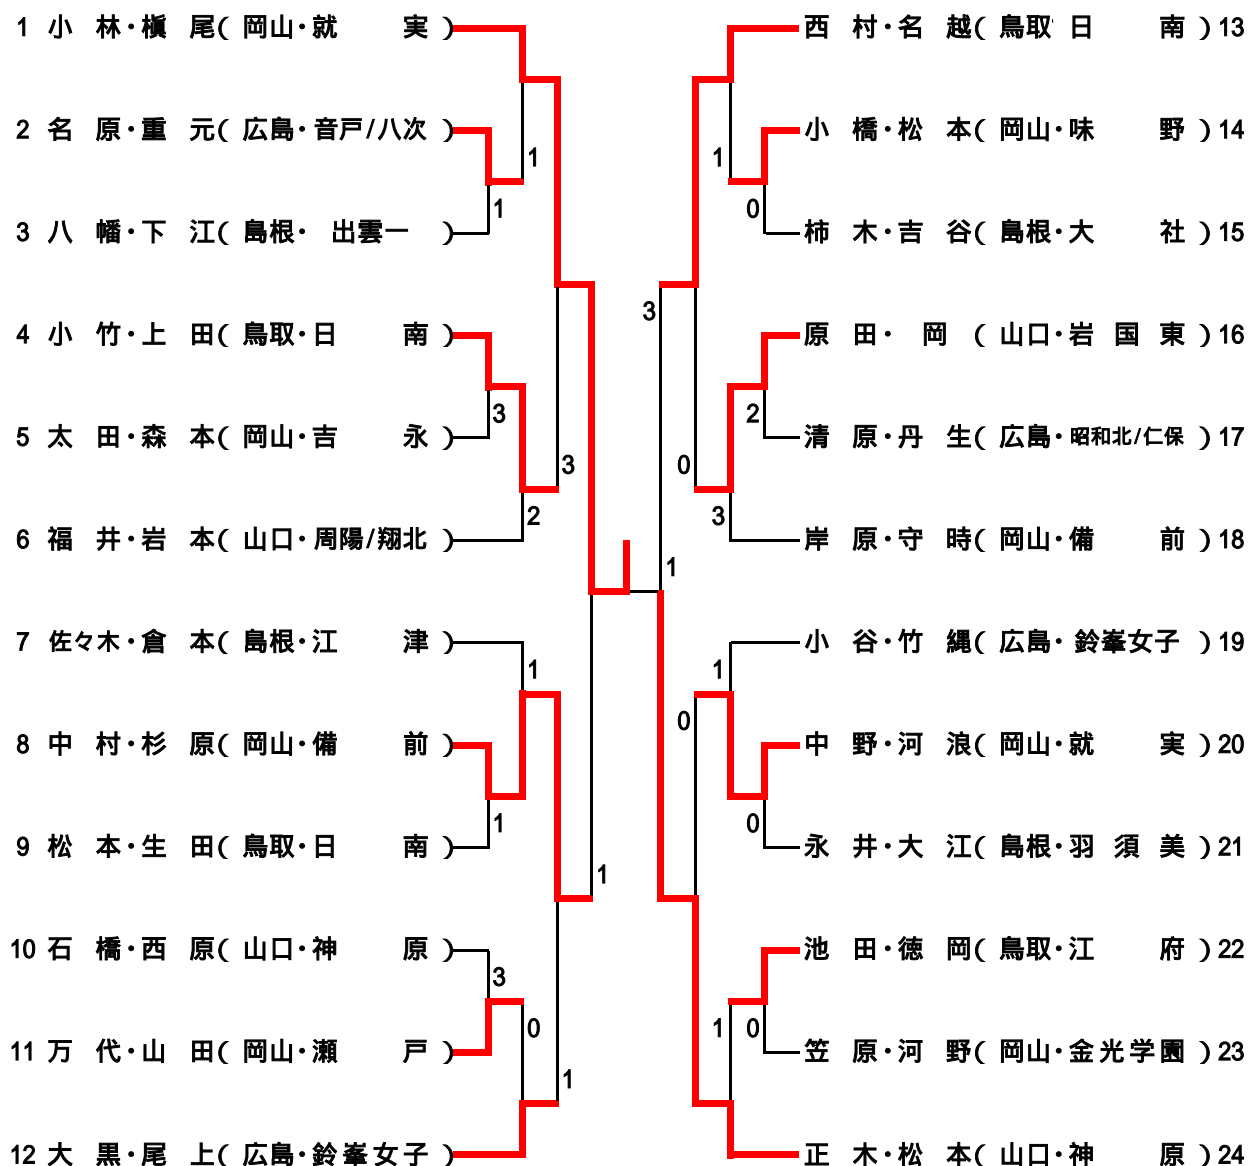 1 小 林・槇 尾( 岡山・就 実 )
2 名 原・重 元( 広島・音戸/八次 )
3 八 幡・下 江( 島根・ 出雲一 )
4 小 竹・上 田( 鳥取・日 南 )
5 太 田・森 本( 岡山・吉 永 )
6 福 井・岩 本( 山口・周陽/翔北 )
7 佐々木・倉 本( 島根・江 津 )
8 中 村・杉 原( 岡山・備 前 )
9 松 本・生 田( 鳥取・日 南 )
10 石 橋・西 原( 山口・神 原 )
11 万 代・山 田( 岡山・瀬 戸 )
12 大 黒・尾 上( 広島・鈴峯女子 )
1
1
3
3
2
1
1
1
3
0
1
3
1
1
0
0
2
3
1
0
0
1
0
西 村・名 越( 鳥取・日 南 ) 13
小 橋・松 本( 岡山・味 野 ) 14
柿 木・吉 谷( 島根・大 社 ) 15
原 田・ 岡 ( 山口・岩 国 東 ) 16
清 原・丹 生( 広島・昭和北/仁保 ) 17
岸 原・守 時( 岡山・備 前 ) 18
小 谷・竹 縄( 広島・鈴峯女子 ) 19
中 野・河 浪( 岡山・就 実 ) 20
永 井・大 江( 島根・羽 須 美 ) 21
池 田・徳 岡( 鳥取・江 府 ) 22
笠 原・河 野( 岡山・金光学園 ) 23
正 木・松 本( 山口・神 原 ) 24